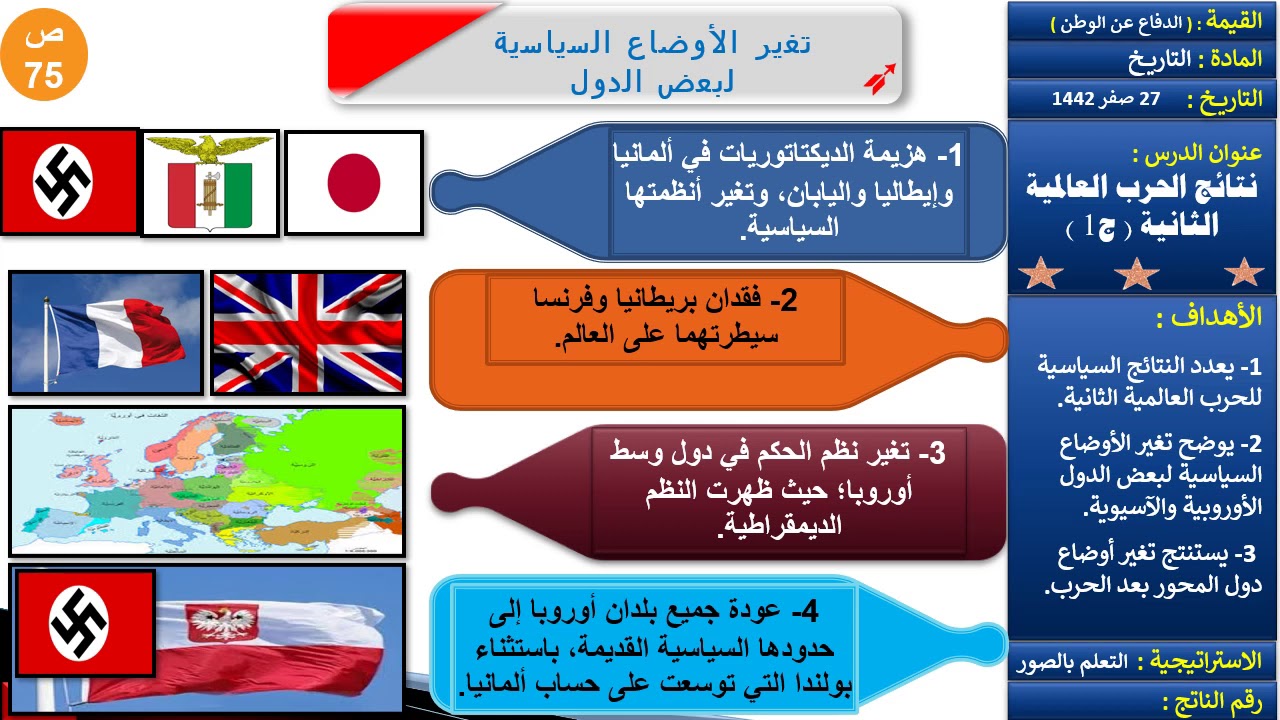 القيمة : ( الدفاع عن الوطن )
المادة : التاريخ
التاريخ : 27 صفر 1442
عنوان الدرس :
نتائج الحرب العالمية
الثانية ( ج1 )
الأهداف :
1- يعدد النتائج السياسية
للحرب العالمية الثانية.
2- يوضح تغير الأوضاع
السياسية لبعض الدول
الأوروبية والآسيوية.
3- يستنتج تغير أوضاع
دول المحور بعد الحرب.
الاستراتيجية : التعلم بالصور
رقم الناتج :
تغير الأوضاع السياسية
لبعض الدول
ص
75
1- هزيمة الديكتاتوريات في ألمانيا
وإيطاليا واليابان، وتغير أنظمتها
السياسية.
2- فقدان بريطانيا وفرنسا
سيطرتهما على العالم.
3- تغير نظم الحكم في دول وسط
أوروبا؛ حيث ظهرت النظم
الديمقراطية.
4- عودة جميع بلدان أوروبا إلى
حدودها السياسية القديمة، باستثناء
بولندا التي توسعت على حساب ألمانيا.